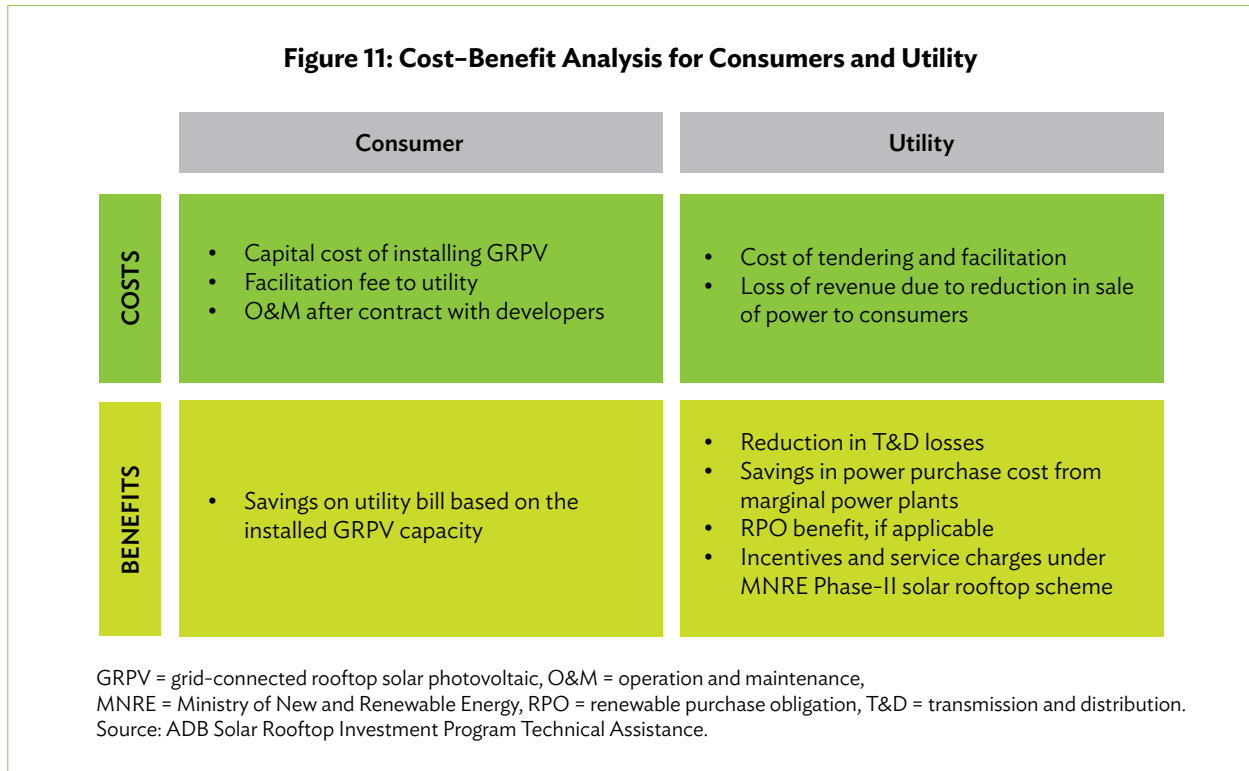 Figure 11: Cost–Benefit Analysis for Consumers and Utility
Consumer
Utility
COSTS
• Capital cost of installing GRPV
• Facilitation fee to utility
• O&M after contract with developers
• Cost of tendering and facilitation
• Loss of revenue due to reduction in sale
of power to consumers
BENEFITS
• Savings on utility bill based on the
installed GRPV capacity
• Reduction in T&D losses
• Savings in power purchase cost from
marginal power plants
• RPO benefit, if applicable
• Incentives and service charges under
MNRE Phase-II solar rooftop scheme
GRPV = grid-connected rooftop solar photovoltaic, O&M = operation and maintenance,
MNRE = Ministry of New and Renewable Energy, RPO = renewable purchase obligation, T&D = transmission and distribution.
Source: ADB Solar Rooftop Investment Program Technical Assistance.